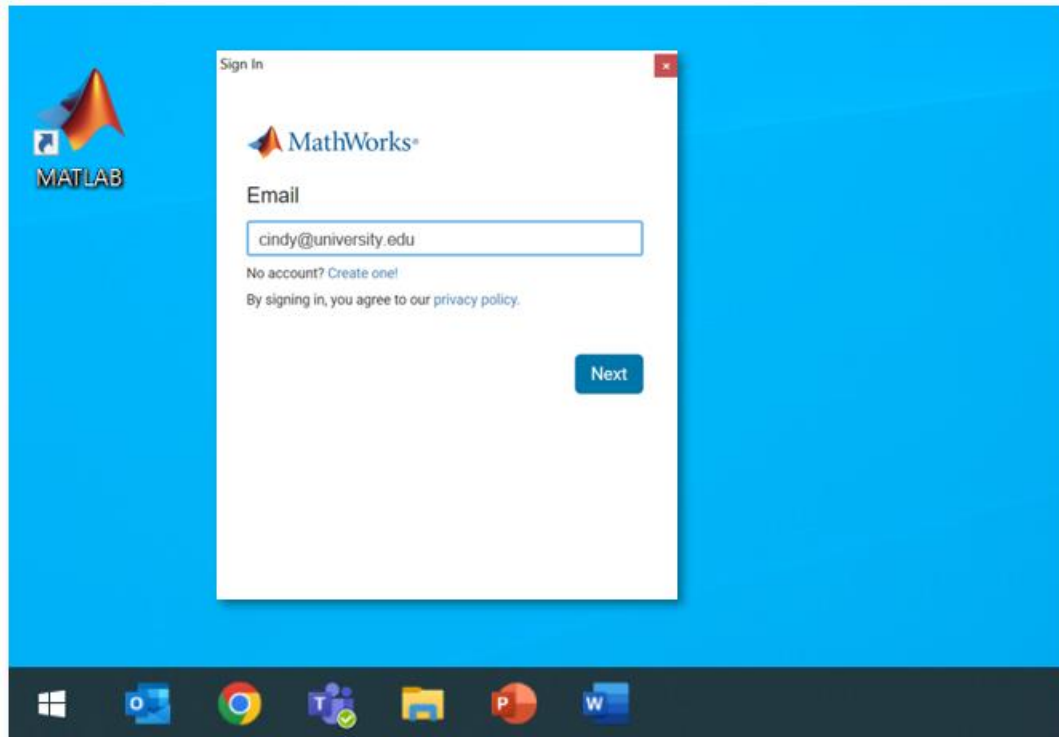 Sign In
MathWorks®
MATLAB
Email
cindy@university.edu
No account? Create one!
By signing in, you agree to our privacy policy.
Next